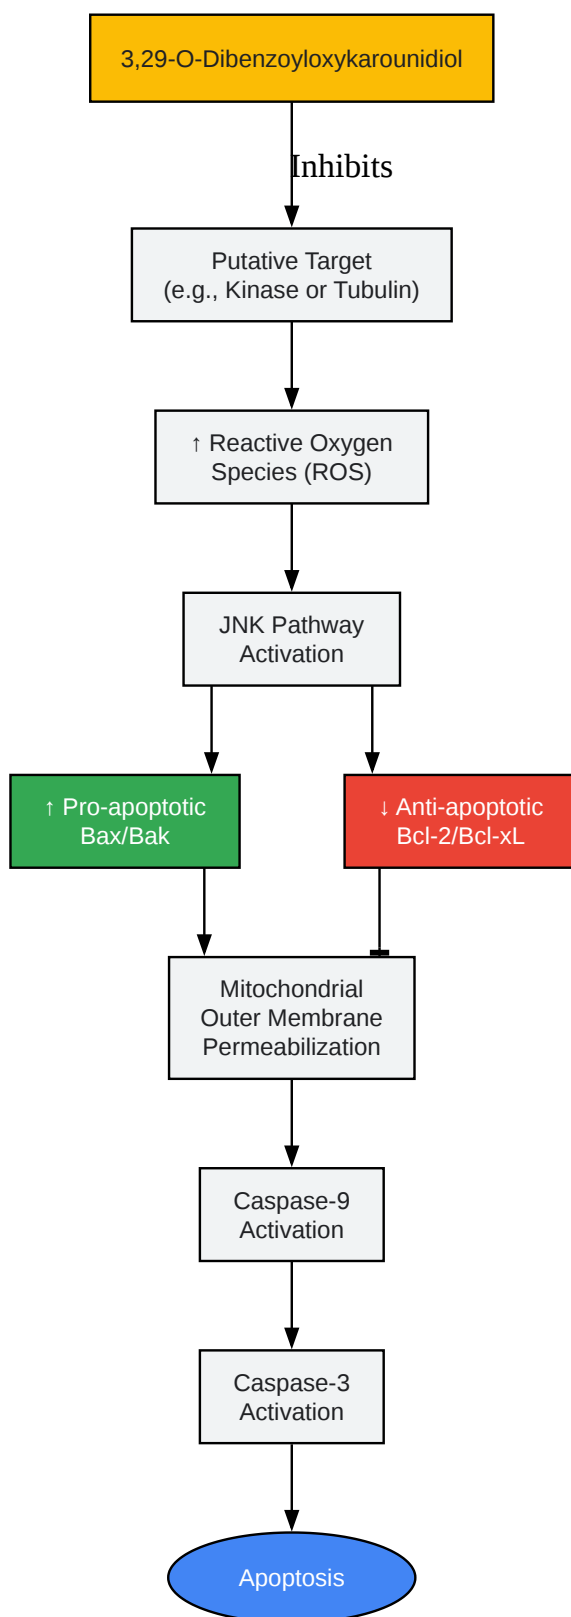 3,29-O-Dibenzoyloxykarounidiol
Inhibits
Putative Target
(e.g., Kinase or Tubulin)
↑ Reactive Oxygen
Species (ROS)
JNK Pathway
Activation
↑ Pro-apoptotic
Bax/Bak
↓ Anti-apoptotic
Bcl-2/Bcl-xL
Mitochondrial
Outer Membrane
Permeabilization
Caspase-9
Activation
Caspase-3
Activation
Apoptosis